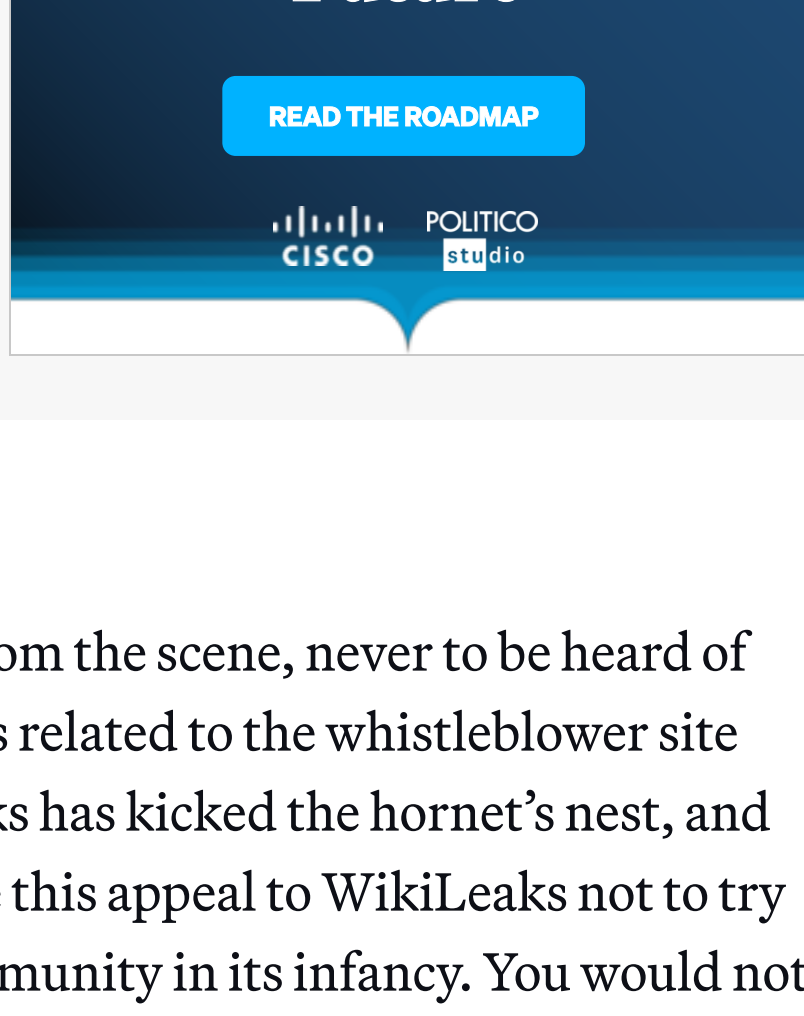 READ THE ROADMAP
CISCO
POLITICO
studio
om the scene, never to be heard of
s related to the whistleblower site
ks has kicked the hornet’s nest, and
this appeal to WikiLeaks not to try
munity in its infancy. You would not